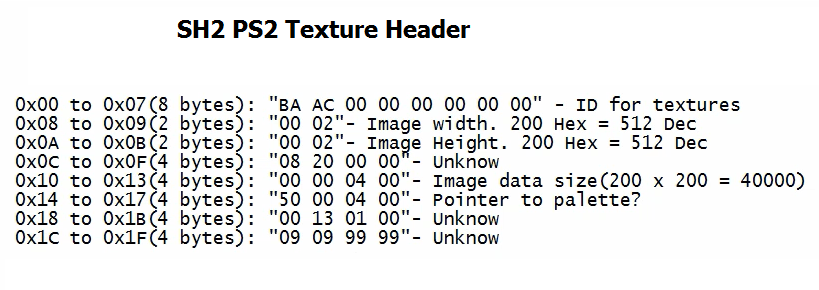 SH2 PS2 Texture Header
0x00 to 0x07(8 bytes): "BA AC 00 00 00 00 00 00" - ID for textures
0x08 to 0x09(2 bytes): "00 02"- Image width. 200 Hex = 512 Dec
0x0A to 0x0B(2 bytes): "00 02"- Image Height. 200 Hex = 512 Dec
0x0C to 0x0F(4 bytes): "08 20 00 00"- Unknow
0x10 to 0x13(4 bytes): "00 00 04 00"- Image data size(200 x 200 = 40000)
0x14 to 0x17(4 bytes): "50 00 04 00"- Pointer to palette?
0x18 to 0x1B(4 bytes): "00 13 01 00"- Unknow
0x1C to 0x1F(4 bytes): "09 09 99 99"- Unknow